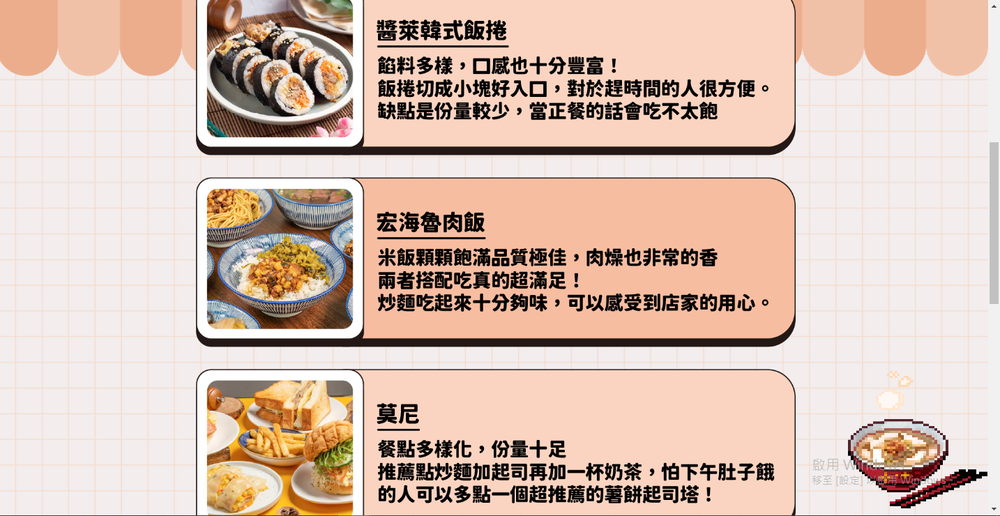 醬萊韓式飯捲
餡料多樣，口感也十分豐富！
飯捲切成小塊好入口，對於趕時間的人很方便。
缺點是份量較少，當正餐的話會吃不太飽
宏海魯肉飯
米飯顆顆飽滿品質極佳，肉燥也非常的香
兩者搭配吃真的超滿足！
炒麵吃起來十分夠味，可以感受到店家的用心。
莫尼
餐點多樣化，份量十足
推薦點炒麵加起司再加一杯奶茶，怕下午肚子餓
的人可以多點一個超推薦的薯餅起司塔！
啟用 Windows
移至 [設定] 以啟用 Windows。